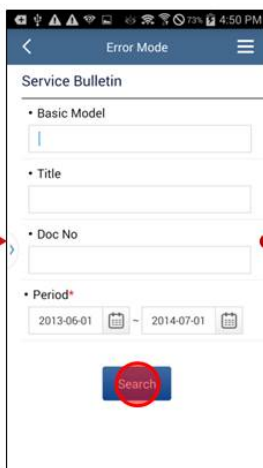 73% 4:50 PM
Error Mode
Service Bulletin
• Basic Model
• Title
• Doc No
• Period*
2013-06-01 ~ 2014-07-01
Search